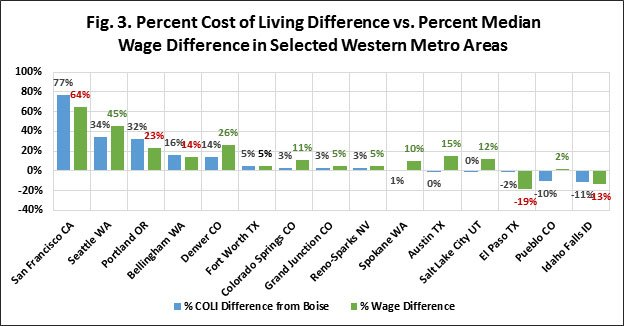 Fig. 3. Percent Cost of Living Difference vs. Percent Median
Wage Difference in Selected Western Metro Areas
100%
80%
60%
40%
20%
0%
-20%
-40%
77%
64%
34%
45%
32%
23%
16%
14%
14%
26%
5%
5%
3%
11%
3%
5%
3%
5%
1%
10%
0%
15%
0%
12%
-2%
-19%
-10%
2%
-11%
-13%
San Francisco CA
Seattle WA
Portland OR
Bellingham WA
Denver CO
Fort Worth TX
Colorado Springs CO
Grand Junction CO
Reno-Sparks NV
Spokane WA
Austin TX
Salt Lake City UT
El Paso TX
Pueblo CO
Idaho Falls ID
% COLI Difference from Boise
% Wage Difference